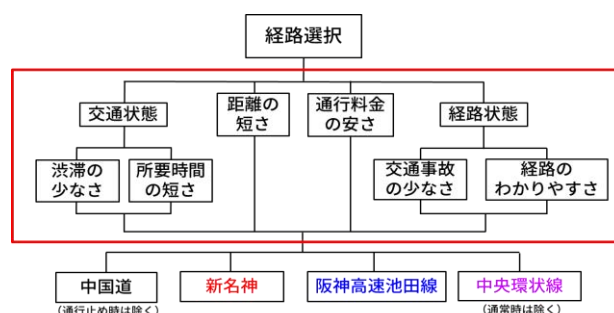 経路選択
交通状態
距離の
短さ
通行料金
の安さ
経路状態
渋滞の
少なさ
所要時間
の短さ
交通事故
の少なさ
経路の
わかりやすさ
中国道
新名神
阪神高速池田線
中央環状線
(通行止め時は除く)
(通常時は除く)